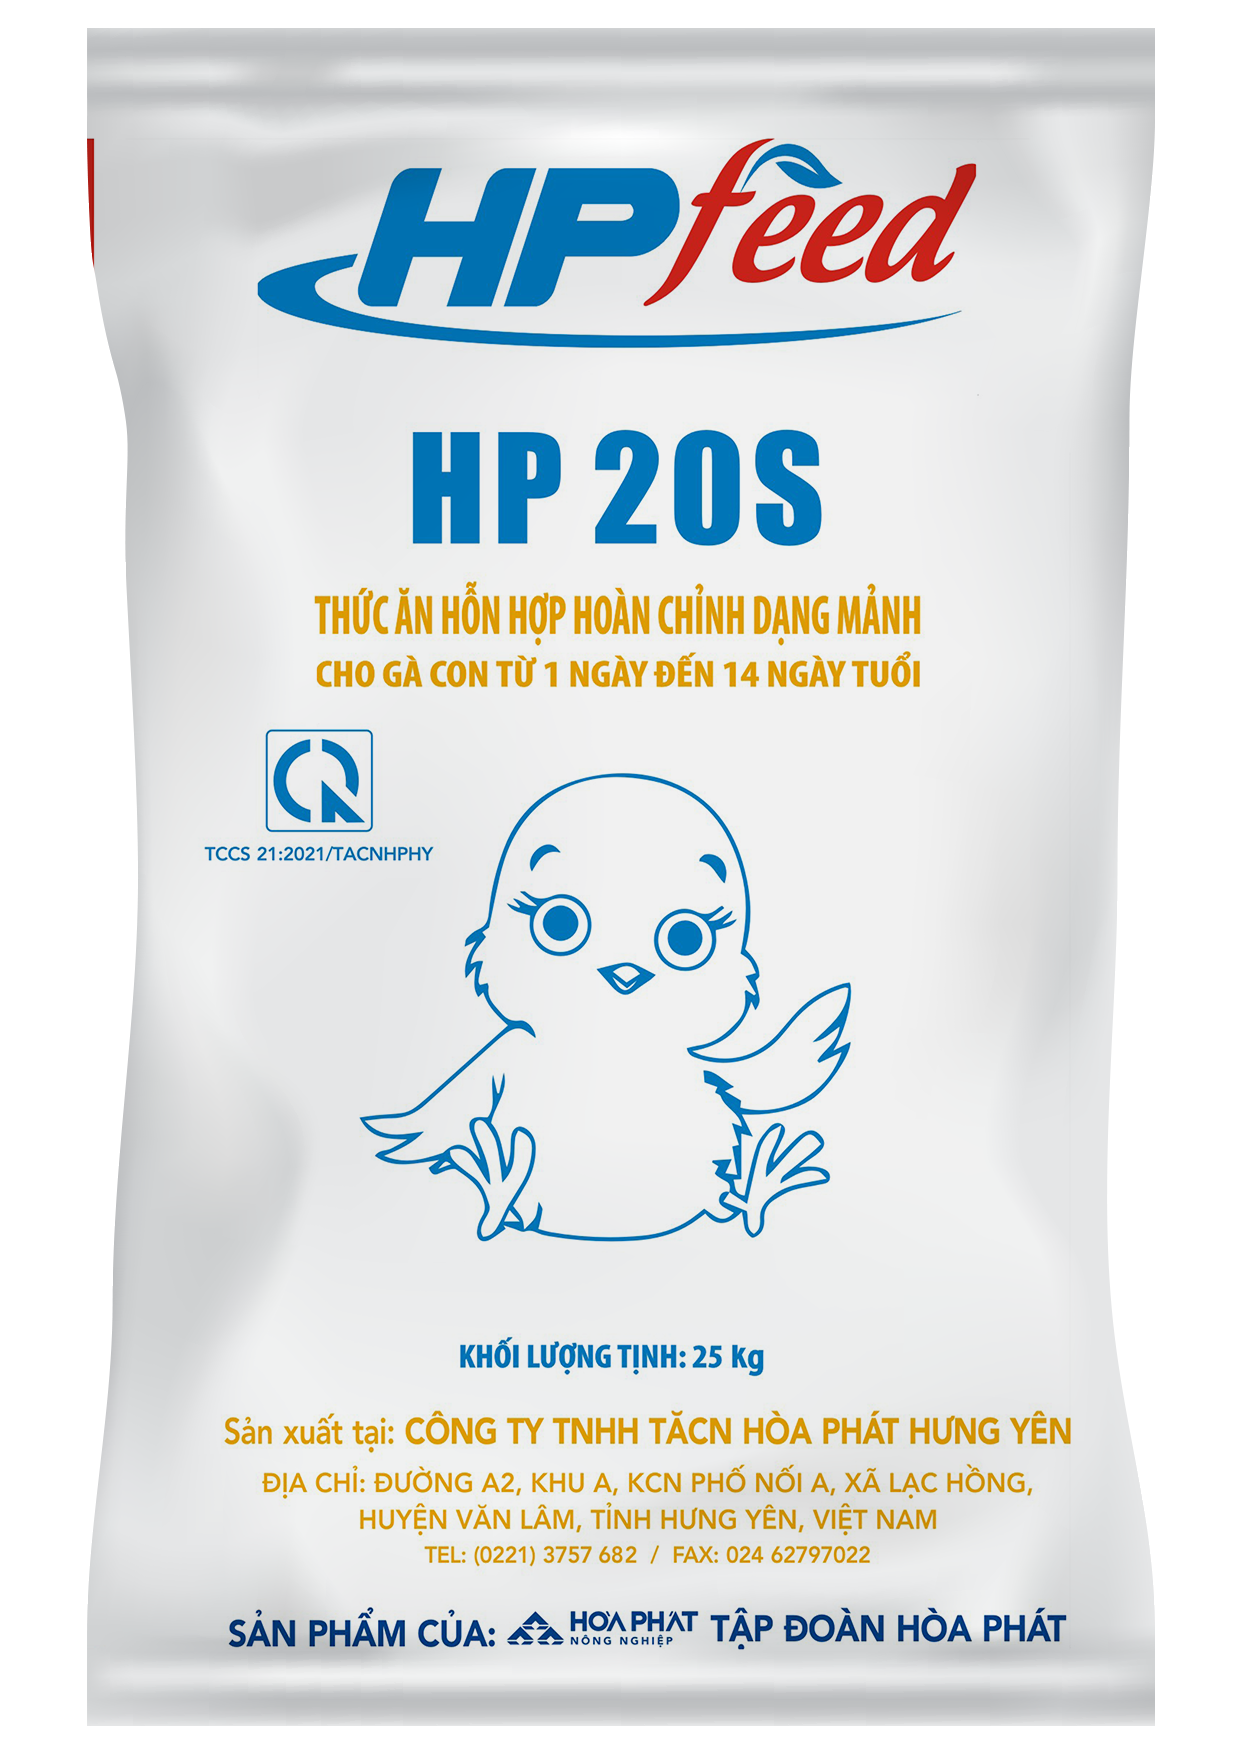 HPfeed
HP 20S
THỨC ĂN HỖN HỢP HOÀN CHỈNH DẠNG MẢNH
CHO GÀ CON TỪ 1 NGÀY ĐẾN 14 NGÀY TUỔI
TCCS 21:2021/TACNHPHY
KHỐI LƯỢNG TỊNH: 25 Kg
Sản xuất tại: CÔNG TY TNHH TĂCN HÒA PHÁT HƯNG YÊN
ĐỊA CHỈ: ĐƯỜNG A2, KHU A, KCN PHỐ NỐI A, XÃ LẠC HỒNG,
HUYỆN VĂN LÂM, TỈNH HƯNG YÊN, VIỆT NAM
TEL: (0221) 3757 682 / FAX: 024 62797022
SẢN PHẨM CỦA: HÒA PHÁT NÔNG NGHIỆP TẬP ĐOÀN HÒA PHÁT